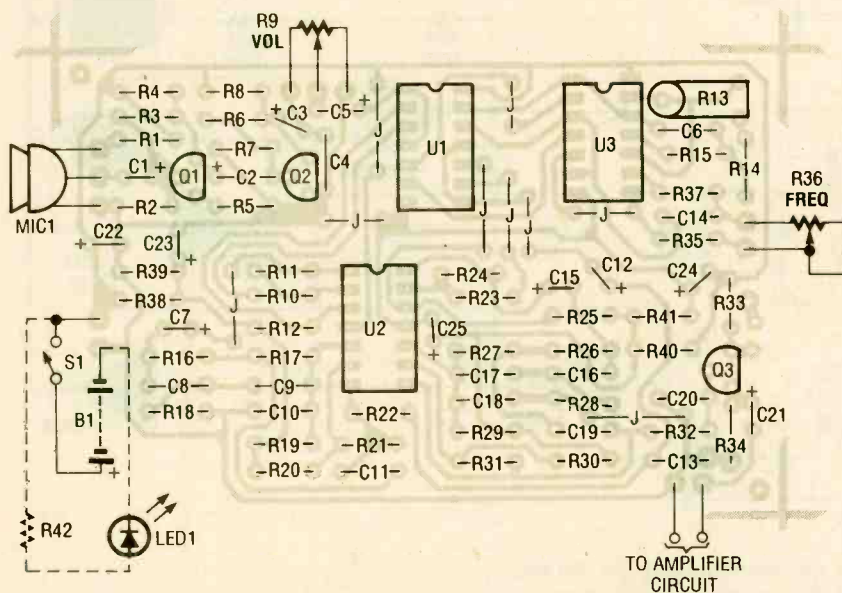 R9
VOL
R4 R8 + C3 C5 + J J R13
R3 R6 C6
R1 R7 C4 J U1 U3 R15 R14
C1 + Q1 + C2 Q2 R37 R36
MIC1 R2 R5 J J J J J C14 FREQ
C22 C23 R35
+ + R39 R11 R24 C15 C12 C24
R38 J R10 R23 + + + R33
C7 + R12 U2 C25 R25 R41
S1 R16 R17 + R27 R26 R40 Q3
C8 C9 C17 C16
B1 R18 C10 R22 C18 R28 C20 + C21
R19 R21 R29 C19 J R32 R34
+ R20 C11 R31 R30 C13
R42 LED1
TO AMPLIFIER
CIRCUIT